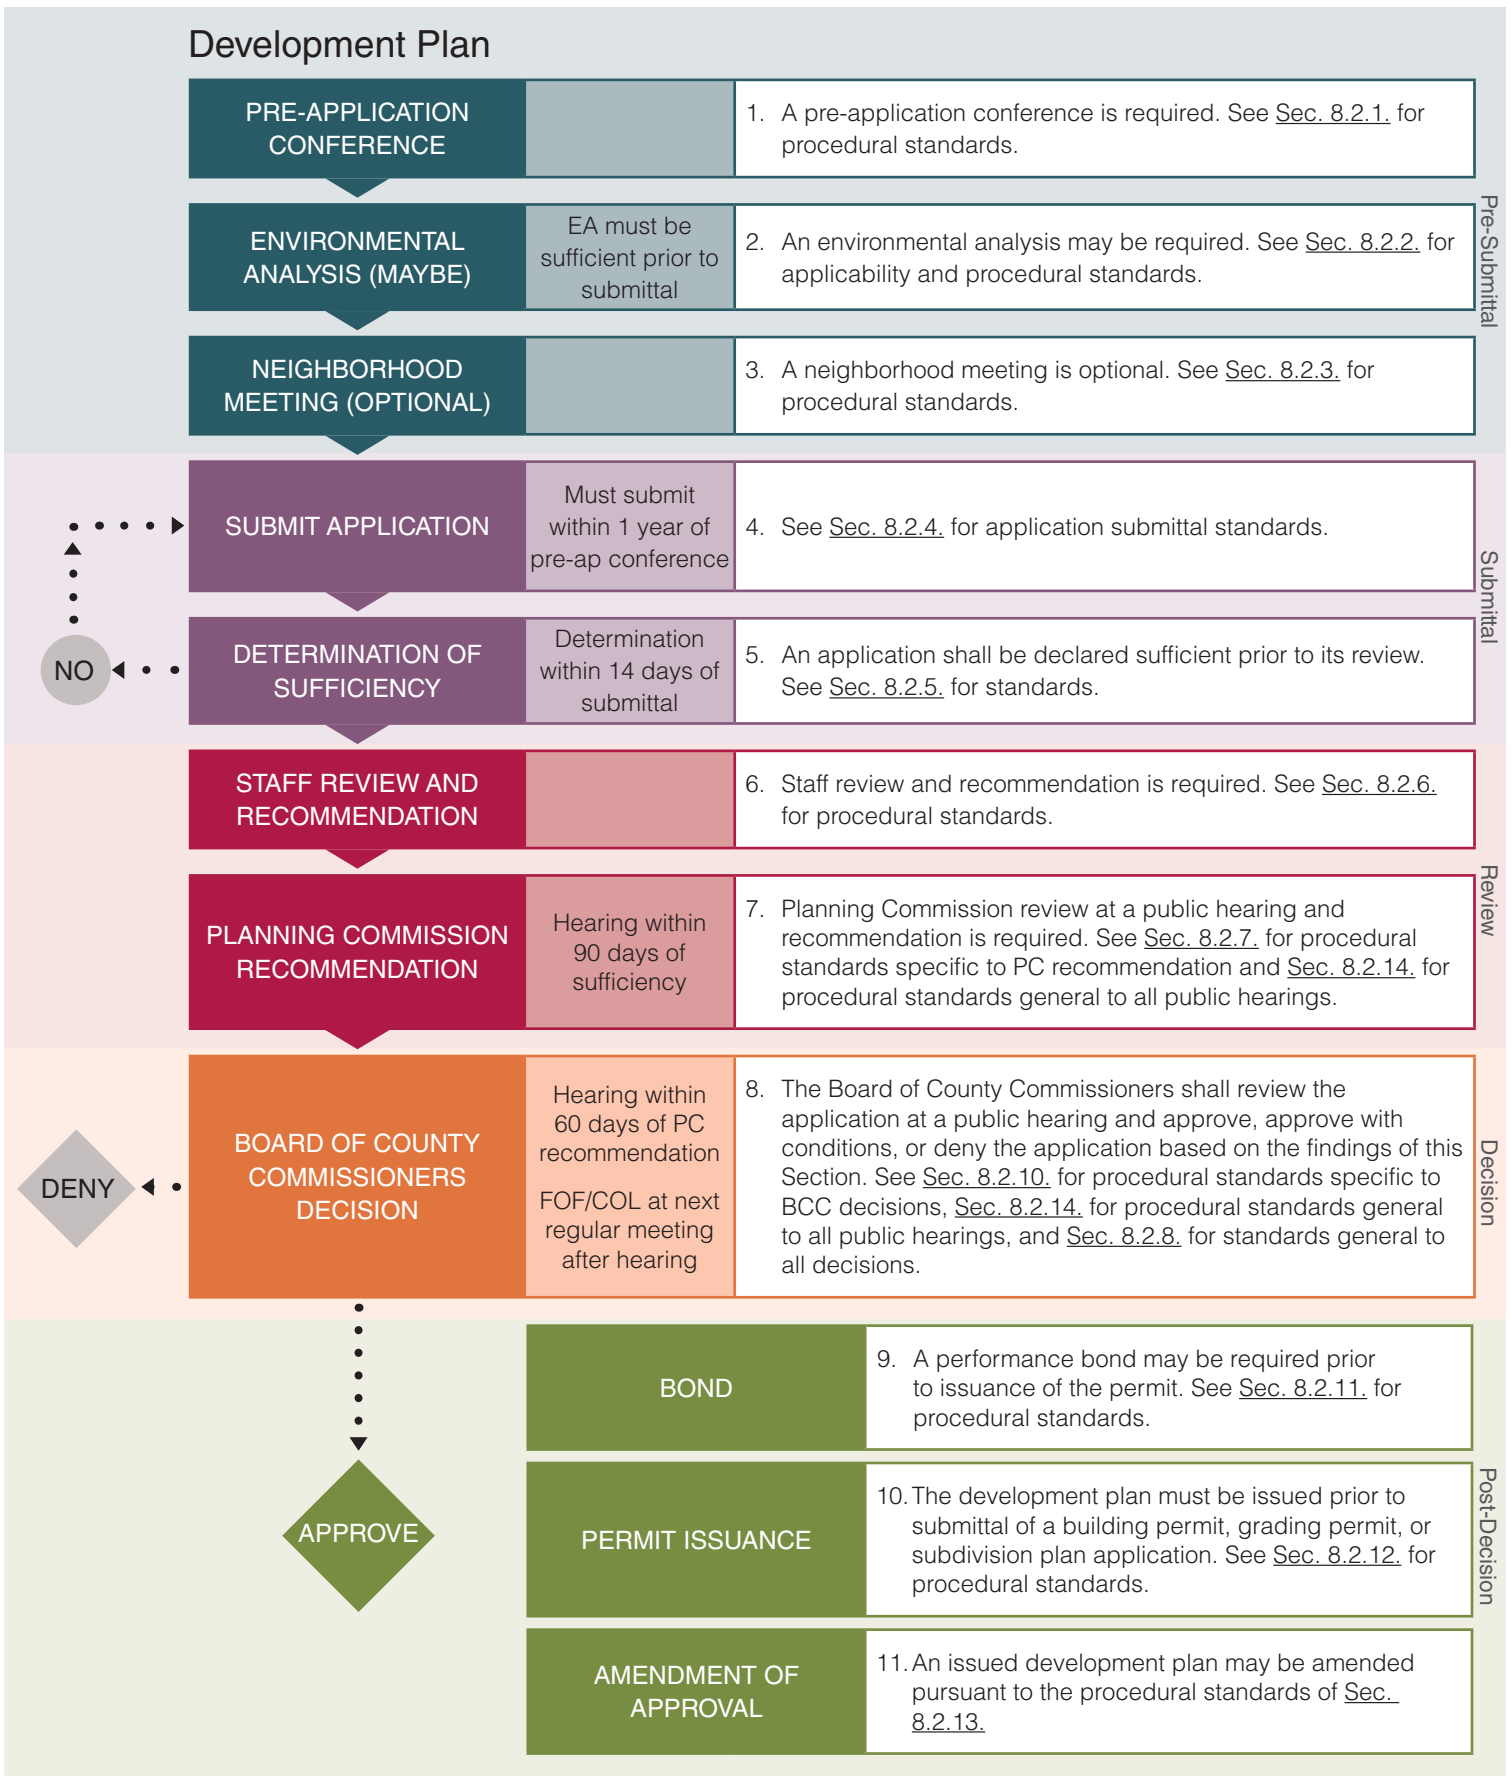 Development Plan
PRE-APPLICATION
CONFERENCE
1. A pre-application conference is required. See Sec. 8.2.1. for
procedural standards.
ENVIRONMENTAL
ANALYSIS (MAYBE)
EA must be
sufficient prior to
submittal
2. An environmental analysis may be required. See Sec. 8.2.2. for
applicability and procedural standards.
NEIGHBORHOOD
MEETING (OPTIONAL)
3. A neighborhood meeting is optional. See Sec. 8.2.3. for
procedural standards.
Pre-Submittal
SUBMIT APPLICATION
Must submit
within 1 year of
pre-ap conference
4. See Sec. 8.2.4. for application submittal standards.
NO
DETERMINATION OF
SUFFICIENCY
Determination
within 14 days of
submittal
5. An application shall be declared sufficient prior to its review.
See Sec. 8.2.5. for standards.
Submittal
STAFF REVIEW AND
RECOMMENDATION
6. Staff review and recommendation is required. See Sec. 8.2.6.
for procedural standards.
PLANNING COMMISSION
RECOMMENDATION
Hearing within
90 days of
sufficiency
7. Planning Commission review at a public hearing and
recommendation is required. See Sec. 8.2.7. for procedural
standards specific to PC recommendation and Sec. 8.2.14. for
procedural standards general to all public hearings.
Review
DENY
BOARD OF COUNTY
COMMISSIONERS
DECISION
Hearing within
60 days of PC
recommendation
FOF/COL at next
regular meeting
after hearing
8. The Board of County Commissioners shall review the
application at a public hearing and approve, approve with
conditions, or deny the application based on the findings of this
Section. See Sec. 8.2.10. for procedural standards specific to
BCC decisions, Sec. 8.2.14. for procedural standards general
to all public hearings, and Sec. 8.2.8. for standards general to
all decisions.
Decision
APPROVE
BOND
9. A performance bond may be required prior
to issuance of the permit. See Sec. 8.2.11. for
procedural standards.
PERMIT ISSUANCE
10. The development plan must be issued prior to
submittal of a building permit, grading permit, or
subdivision plan application. See Sec. 8.2.12. for
procedural standards.
AMENDMENT OF
APPROVAL
11. An issued development plan may be amended
pursuant to the procedural standards of Sec.
8.2.13.
Post-Decision